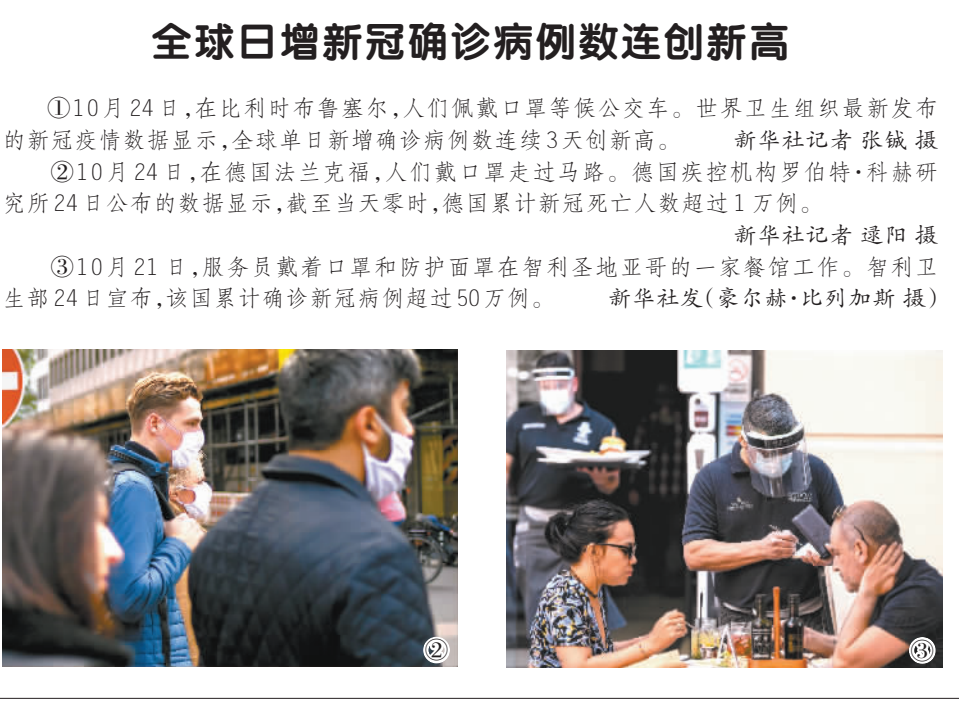 全球日增新冠确诊病例数连创新高
①10月24日，在比利时布鲁塞尔，人们佩戴口罩等候公交车。世界卫生组织最新发布
的新冠疫情数据显示，全球单日新增确诊病例数连续3天创新高。 新华社记者 张铖 摄
②10月24日，在德国法兰克福，人们戴口罩走过马路。德国疾控机构罗伯特·科赫研
究所24日公布的数据显示，截至当天零时，德国累计新冠死亡人数超过1万例。
新华社记者 逯阳 摄
③10月21日，服务员戴着口罩和防护面罩在智利圣地亚哥的一家餐馆工作。智利卫
生部24日宣布，该国累计确诊新冠病例超过50万例。 新华社发（豪尔赫·比列加斯 摄）
②
③